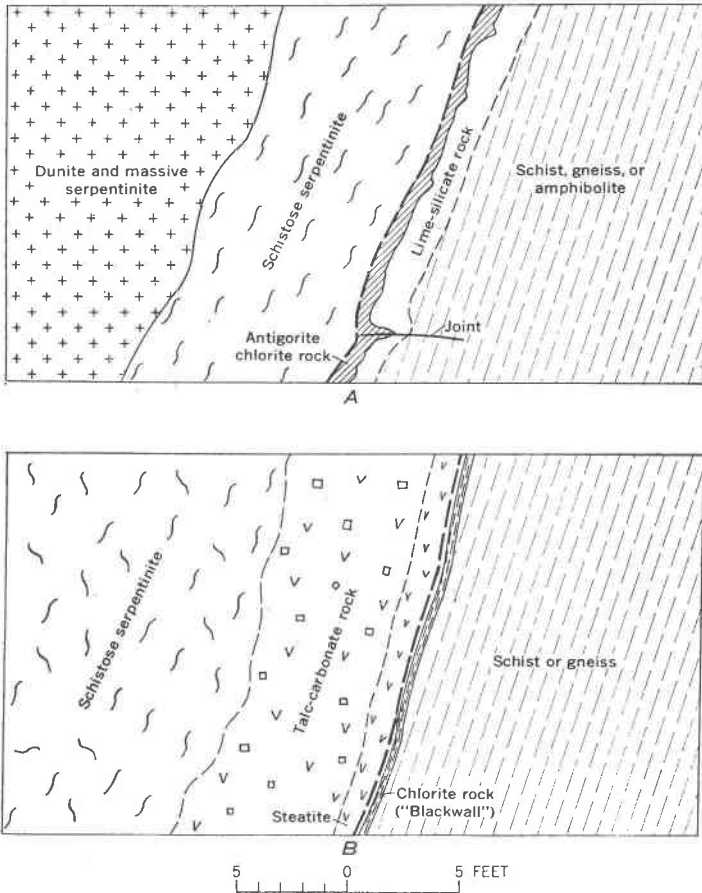 Dunite and massive
serpentinite
Schistose serpentinite
Lime-silicate rock
Schist, gneiss, or
amphibolite
Antigorite
chlorite rock
Joint
A
Schistose serpentinite
Talc-carbonate rock
Schist or gneiss
Steatite
Chlorite rock
("Blackwall")
B
5 0 5 FEET